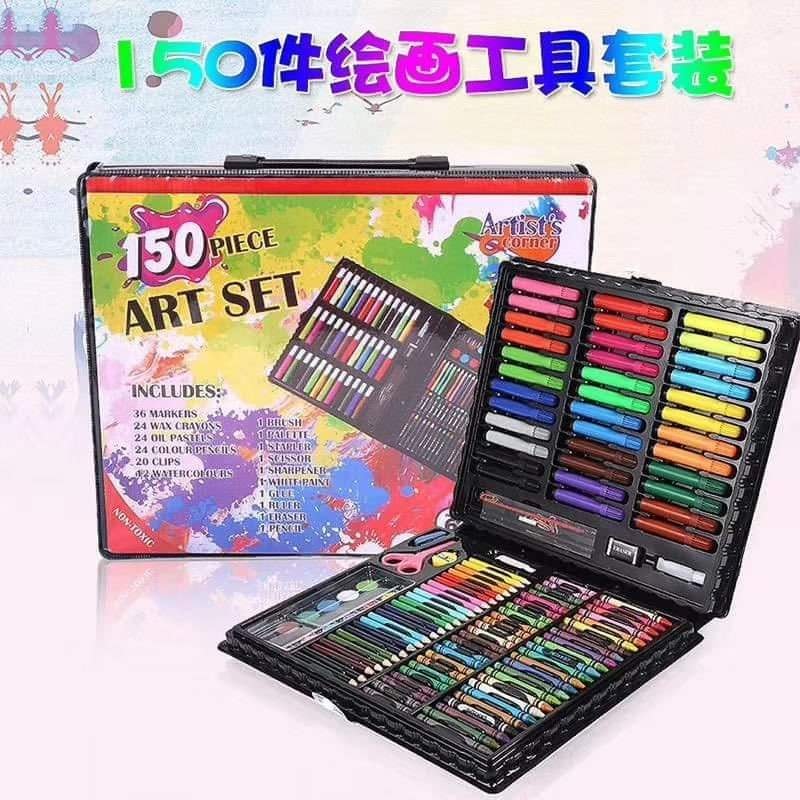 150件绘画工具套装
Artist's
corner
150 PIECE
ART SET
INCLUDES:
36 MARKERS
24 WAX CRAYONS
24 OIL PASTELS
24 COLOUR PENCILS
20 CLIPS
12 WATERCOLOURS
1 BRUSH
1 PALETTE
1 STAPLER
1 SCISSOR
1 SHARPENER
1 WHITE PAINT
1 GLUE
1 RULER
1 ERASER
1 PENCIL
NON-TOXIC
ERASER